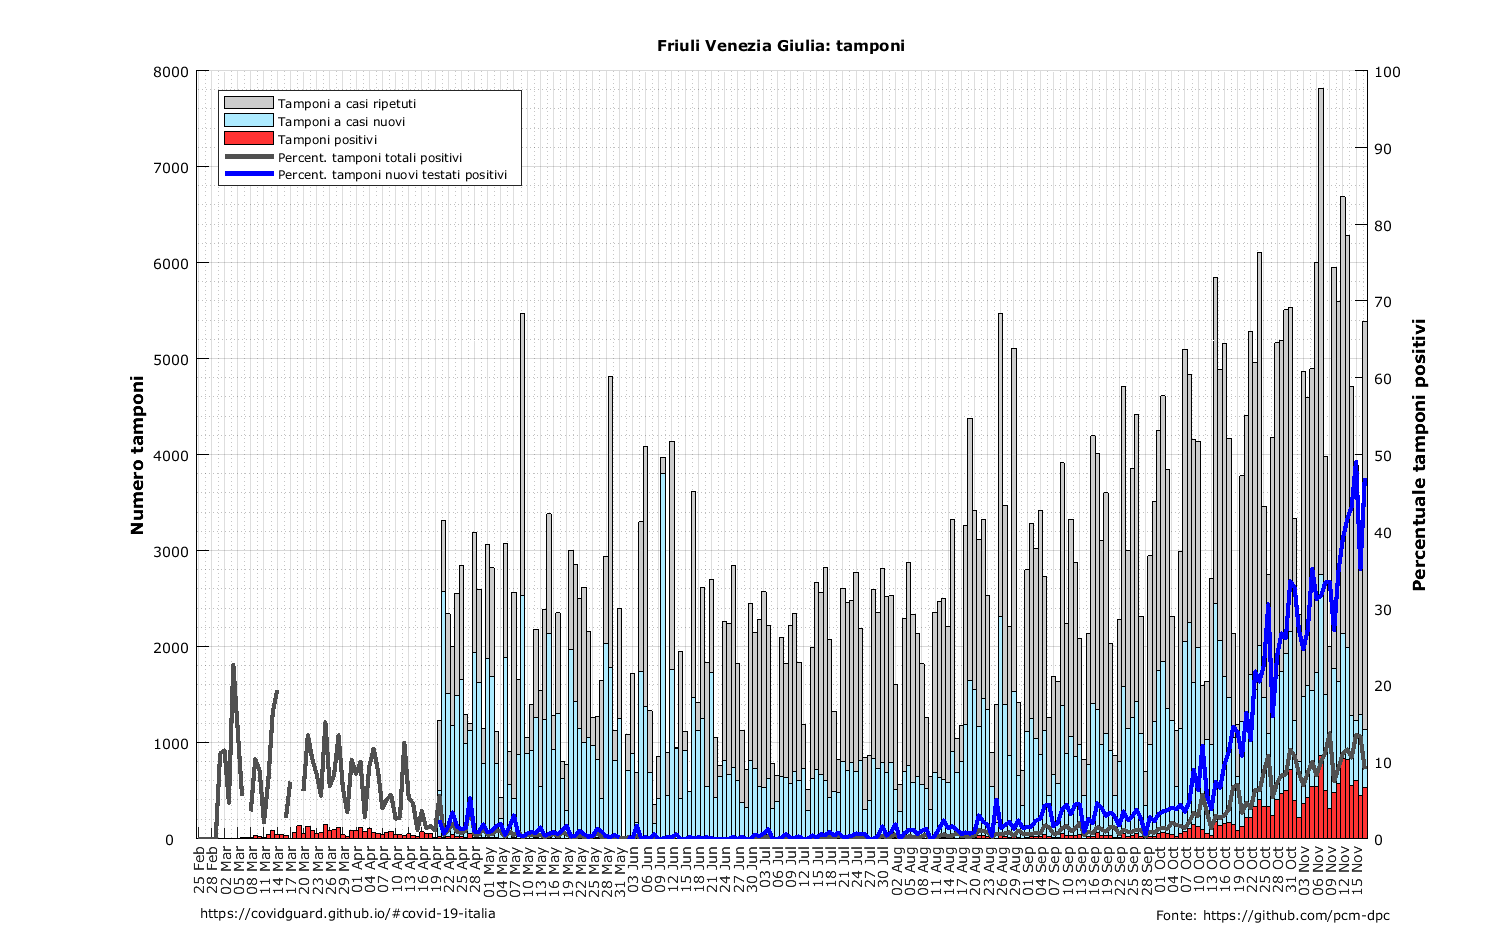 Friuli Venezia Giulia: tamponi
8000
7000
6000
5000
4000
3000
2000
1000
0
Numero tamponi
Tamponi a casi ripetuti
Tamponi a casi nuovi
Tamponi positivi
Percent. tamponi totali positivi
Percent. tamponi nuovi testati positivi
100
90
80
70
60
50
40
30
20
10
0
Percentuale tamponi positivi
25 Feb
28 Feb
02 Mar
05 Mar
08 Mar
11 Mar
14 Mar
17 Mar
20 Mar
23 Mar
26 Mar
29 Mar
01 Apr
04 Apr
07 Apr
10 Apr
13 Apr
16 Apr
19 Apr
22 Apr
25 Apr
28 Apr
01 May
04 May
07 May
10 May
13 May
16 May
19 May
22 May
25 May
28 May
31 May
03 Jun
06 Jun
09 Jun
12 Jun
15 Jun
18 Jun
21 Jun
24 Jun
27 Jun
30 Jun
03 Jul
06 Jul
09 Jul
12 Jul
15 Jul
18 Jul
21 Jul
24 Jul
27 Jul
30 Jul
02 Aug
05 Aug
08 Aug
11 Aug
14 Aug
17 Aug
20 Aug
23 Aug
26 Aug
29 Aug
01 Sep
04 Sep
07 Sep
10 Sep
13 Sep
16 Sep
19 Sep
22 Sep
25 Sep
28 Sep
01 Oct
04 Oct
07 Oct
10 Oct
13 Oct
16 Oct
19 Oct
22 Oct
25 Oct
28 Oct
31 Oct
03 Nov
06 Nov
09 Nov
12 Nov
15 Nov
https://covidguard.github.io/#covid-19-italia
Fonte: https://github.com/pcm-dpc